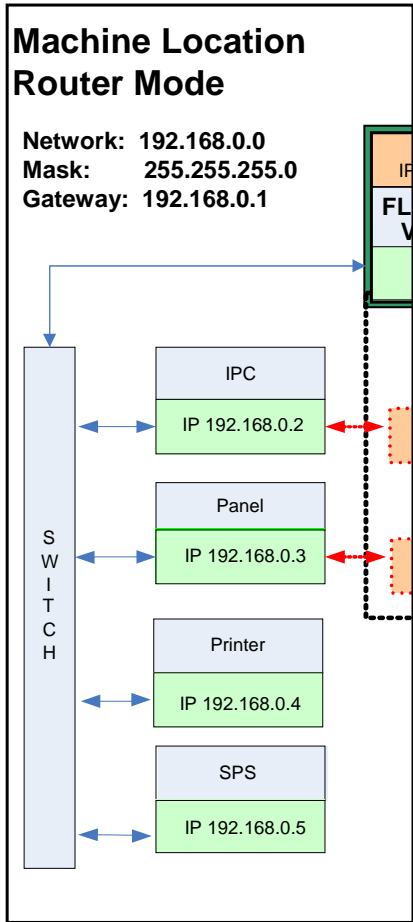 Machine Location
Router Mode
Network: 192.168.0.0
Mask: 255.255.255.0
Gateway: 192.168.0.1
FL
V
IPC
IP 192.168.0.2
Panel
IP 192.168.0.3
SWITCH
Printer
IP 192.168.0.4
SPS
IP 192.168.0.5